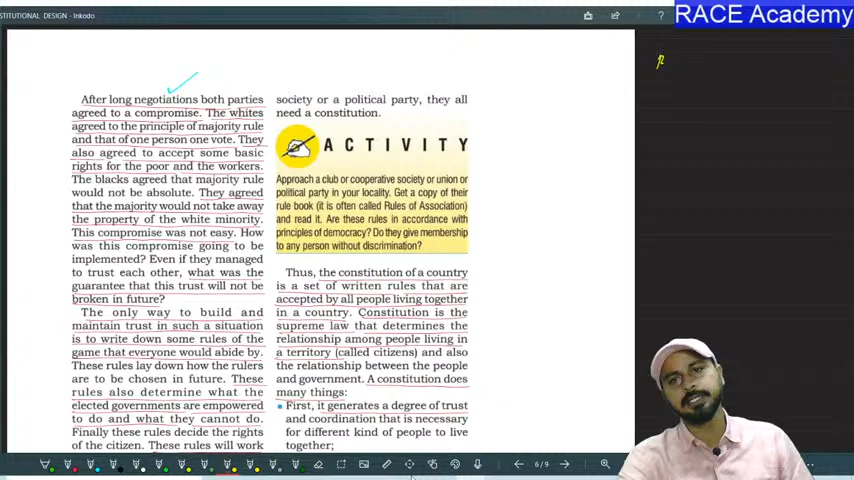 STITUTIONAL DESIGN - Inkodo
RACE Academy
After long negotiations both parties
agreed to a compromise. The whites
agreed to the principle of majority rule
and that of one person one vote. They
also agreed to accept some basic
rights for the poor and the workers.
The blacks agreed that majority rule
would not be absolute. They agreed
that the majority would not take away
the property of the white minority.
This compromise was not easy. How
was this compromise going to be
implemented? Even if they managed
to trust each other, what was the
guarantee that this trust will not be
broken in future?
The only way to build and
maintain trust in such a situation
is to write down some rules of the
game that everyone would abide by.
These rules lay down how the rulers
are to be chosen in future. These
rules also determine what the
elected governments are empowered
to do and what they cannot do.
Finally these rules decide the rights
of the citizen. These rules will work
society or a political party, they all
need a constitution.
ACTIVITY
Approach a club or cooperative society or union or
political party in your locality. Get a copy of their
rule book (it is often called Rules of Association)
and read it. Are these rules in accordance with
principles of democracy? Do they give membership
to any person without discrimination?
Thus, the constitution of a country
is a set of written rules that are
accepted by all people living together
in a country. Constitution is the
supreme law that determines the
relationship among people living in
a territory (called citizens) and also
the relationship between the people
and government. A constitution does
many things:
• First, it generates a degree of trust
and coordination that is necessary
for different kind of people to live
together;
6/9